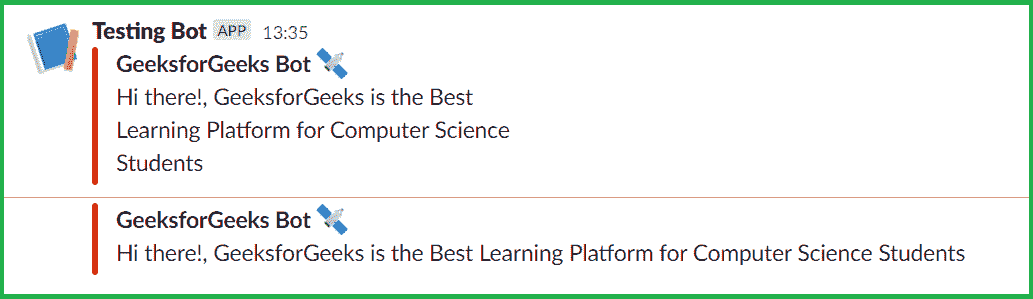 Testing Bot APP 13:35
GeeksforGeeks Bot
Hi there!, GeeksforGeeks is the Best
Learning Platform for Computer Science
Students
GeeksforGeeks Bot
Hi there!, GeeksforGeeks is the Best Learning Platform for Computer Science Students